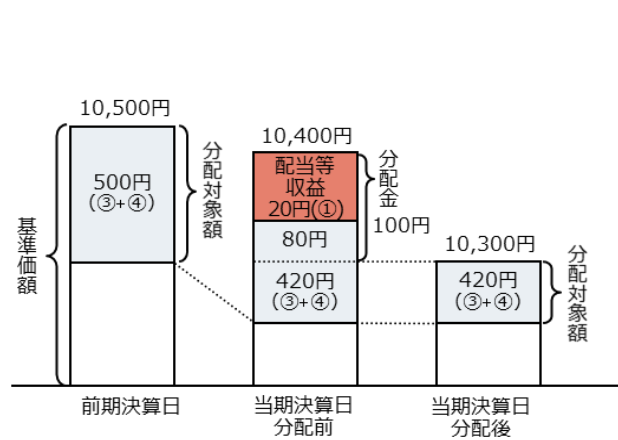 10,500円
500円
(③+④)
分配対象額
基準価額
前期決算日
10,400円
配当等
収益
20円(①)
80円
420円
(③+④)
分配金
100円
当期決算日
分配前
10,300円
420円
(③+④)
分配対象額
当期決算日
分配後